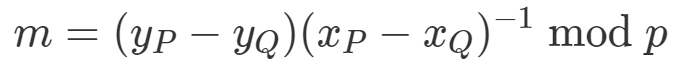 m = (y_P − y_Q)(x_P − x_Q)^{−1} mod p